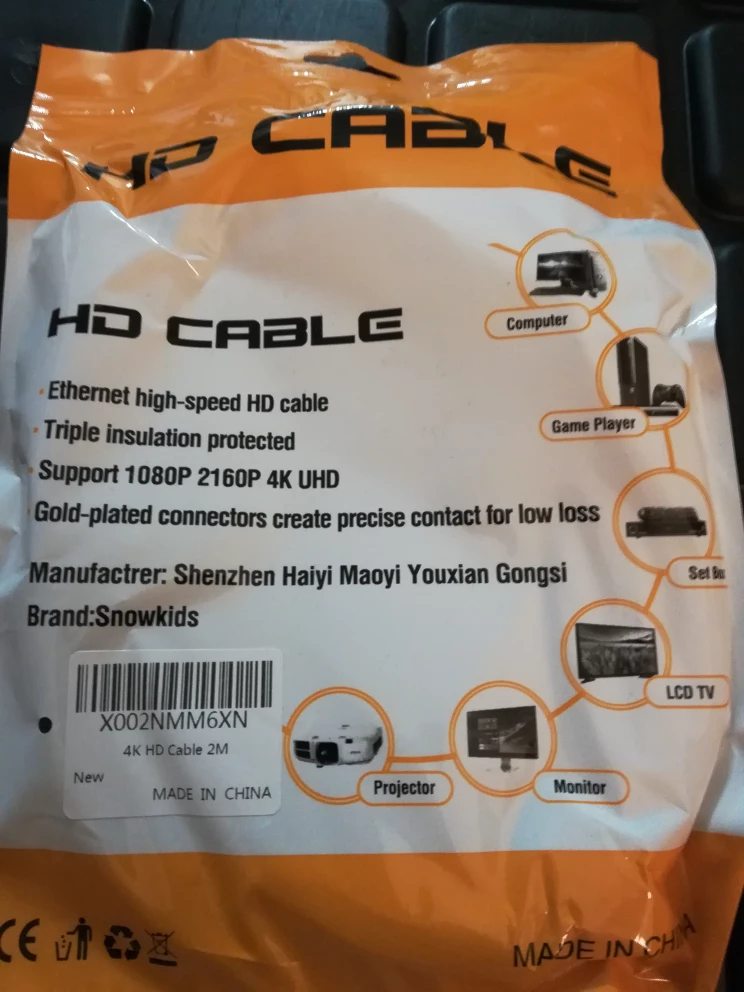 HD CABLE
HD CABLE
· Ethernet high-speed HD cable
· Triple insulation protected
· Support 1080P 2160P 4K UHD
· Gold-plated connectors create precise contact for low loss
Manufactrer: Shenzhen Haiyi Maoyi Youxian Gongsi
Brand:Snowkids
Computer
Game Player
Set
LCD TV
Monitor
Projector
X002NMM6XN
4K HD Cable 2M
New
MADE IN CHINA
CE
MADE IN CHINA